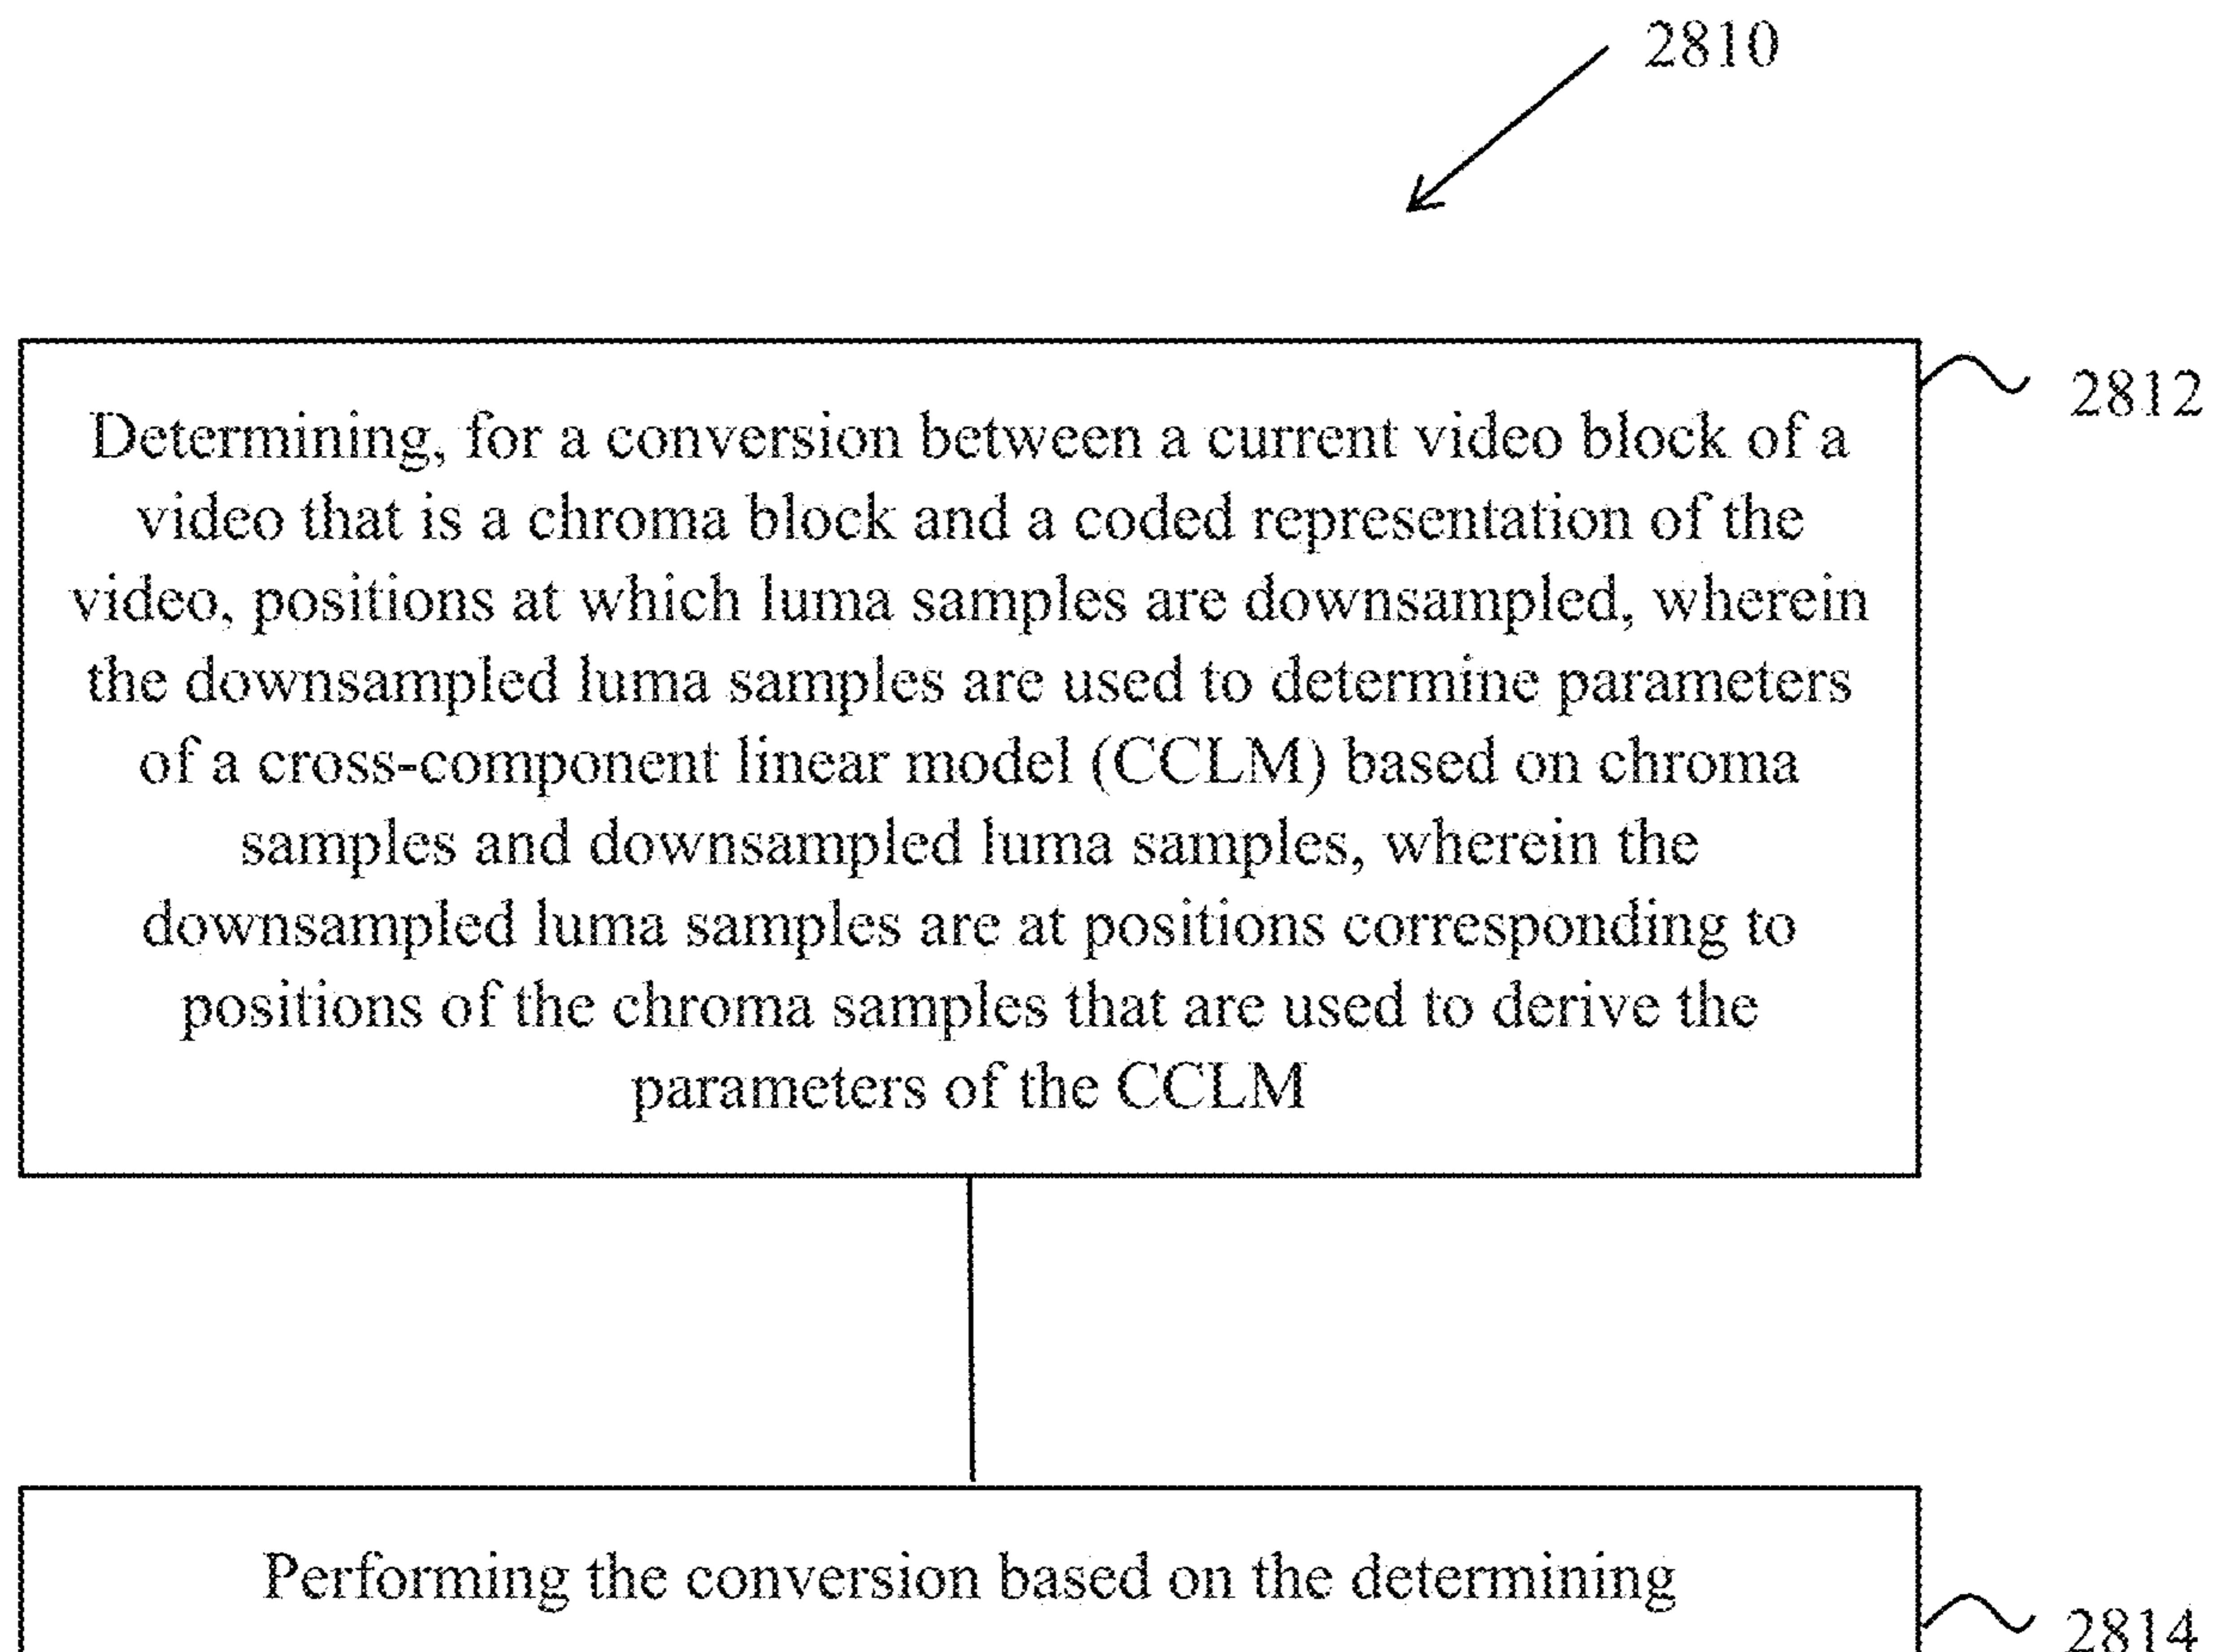 2810
2812
Determining, for a conversion between a current video block of a
video that is a chroma block and a coded representation of the
video, positions at which luma samples are downsampled, wherein
the downsampled luma samples are used to determine parameters
of a cross-component linear model (CCLM) based on chroma
samples and downsampled luma samples, wherein the
downsampled luma samples are at positions corresponding to
positions of the chroma samples that are used to derive the
parameters of the CCLM
Performing the conversion based on the determining
2814